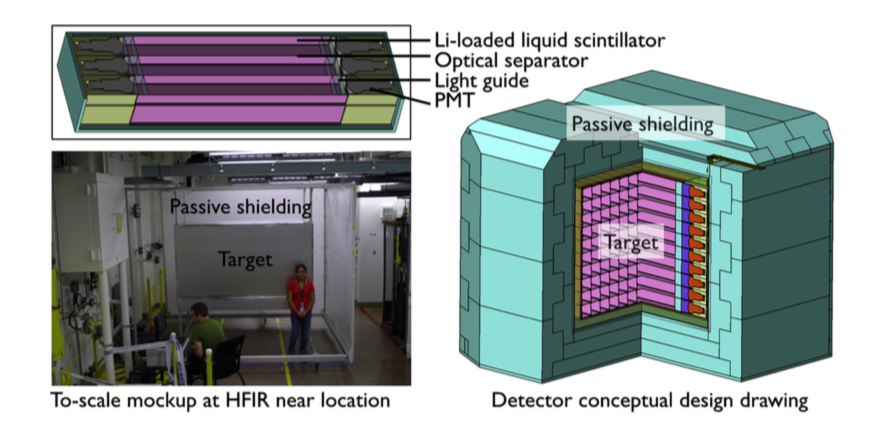 Li-loaded liquid scintillator
Optical separator
Light guide
PMT
Passive shielding
Target
To-scale mockup at HFIR near location
Passive shielding
Target
Detector conceptual design drawing